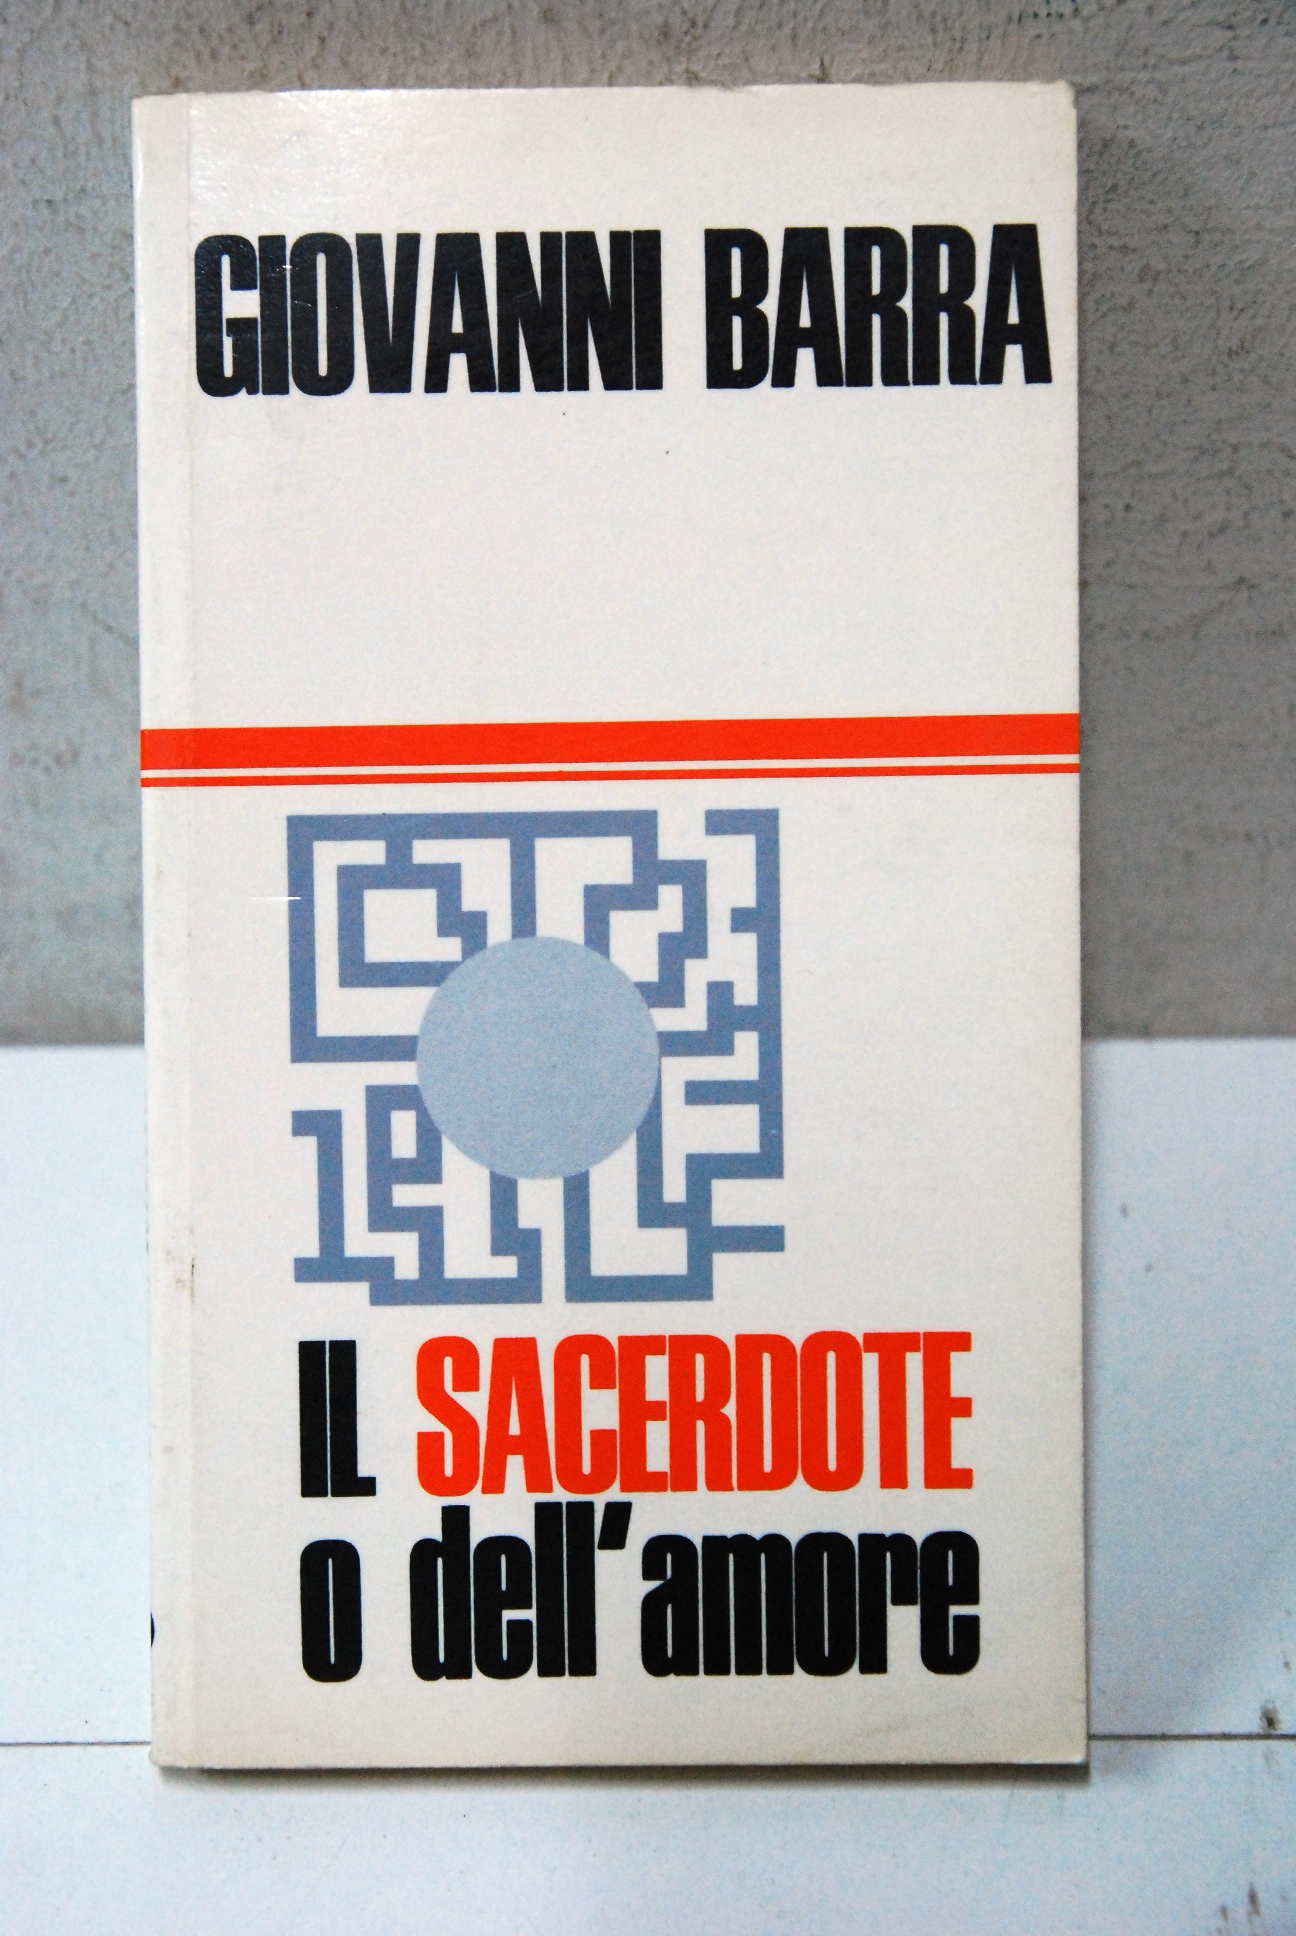 GIOVANNI BARRA
IL SACERDOTE
o dell'amore